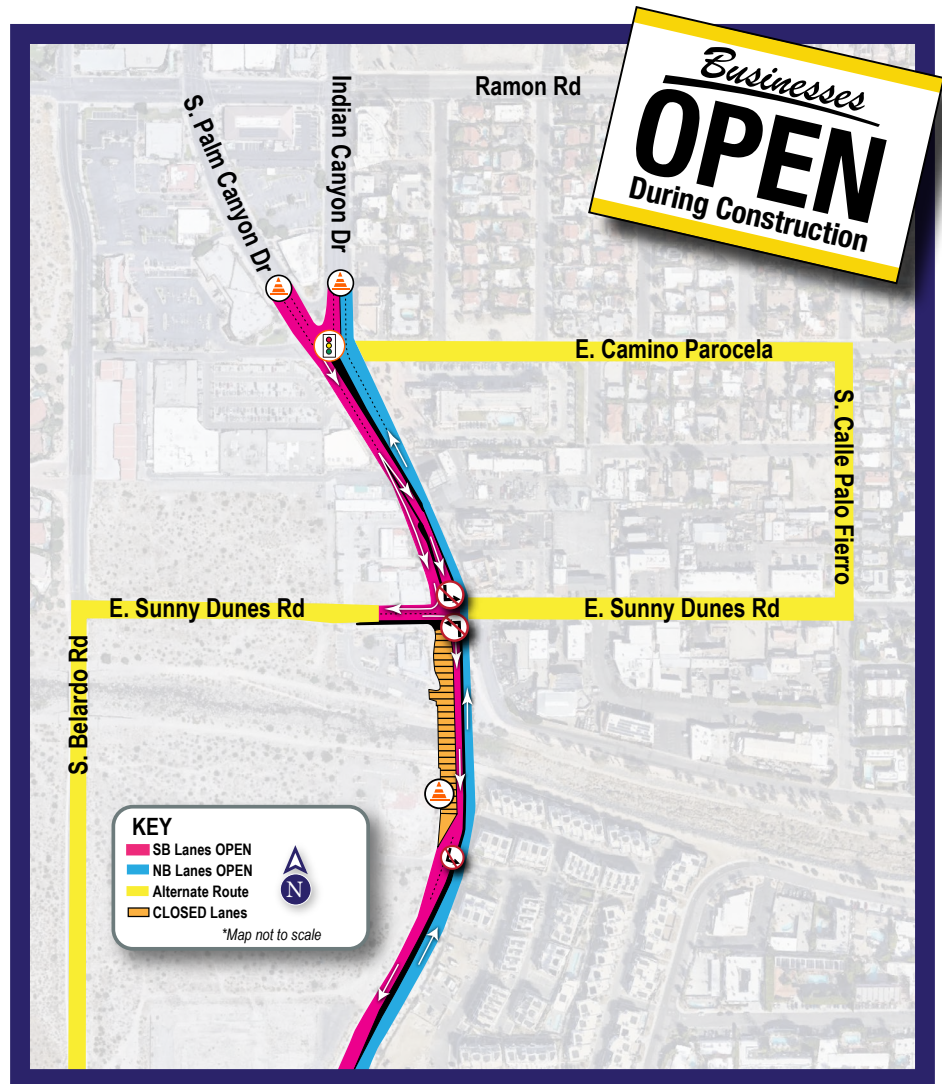 Businesses
OPEN
During Construction
Ramon Rd
S. Palm Canyon Dr
Indian Canyon Dr
E. Camino Parocela
S. Calle Palo Fierro
E. Sunny Dunes Rd
E. Sunny Dunes Rd
S. Belardo Rd
KEY
SB Lanes OPEN
NB Lanes OPEN
Alternate Route
CLOSED Lanes
N
*Map not to scale